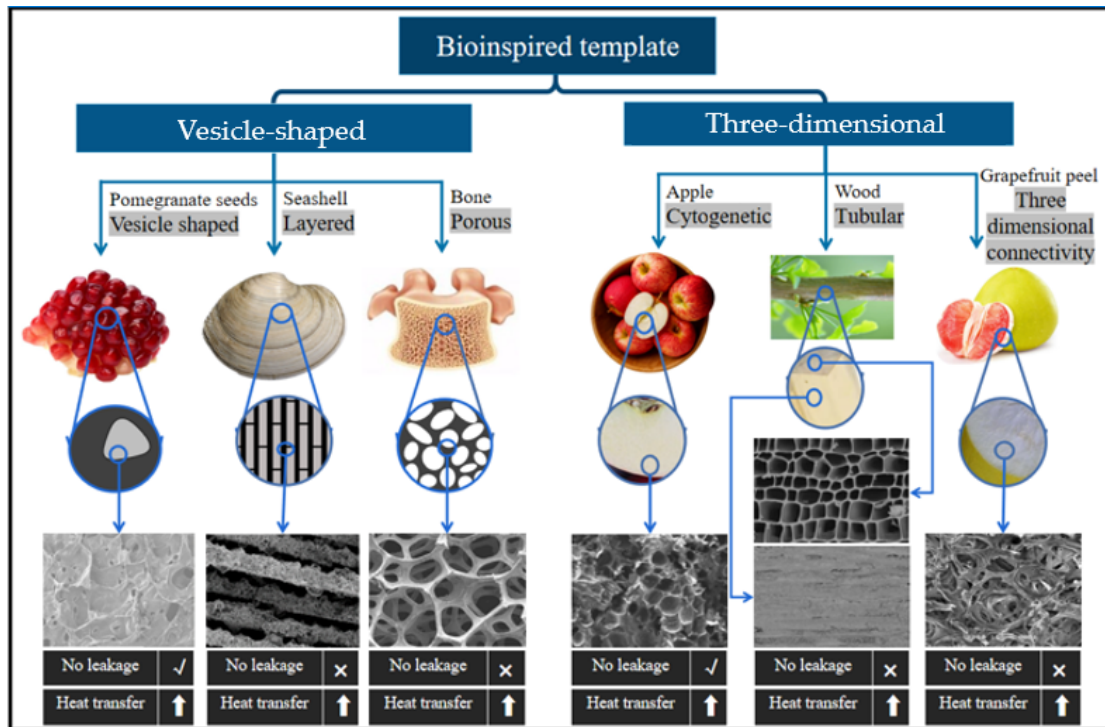 Bioinspired template
Vesicle-shaped
Three-dimensional
Pomegranate seeds
Vesicle shaped
Seashell
Layered
Bone
Porous
Apple
Cytogenetic
Wood
Tubular
Grapefruit peel
Three
dimensional
connectivity
No leakage √
Heat transfer ⬆
No leakage ×
Heat transfer ⬆
No leakage ×
Heat transfer ⬆
No leakage √
Heat transfer ⬆
No leakage ×
Heat transfer ⬆
No leakage ×
Heat transfer ⬆